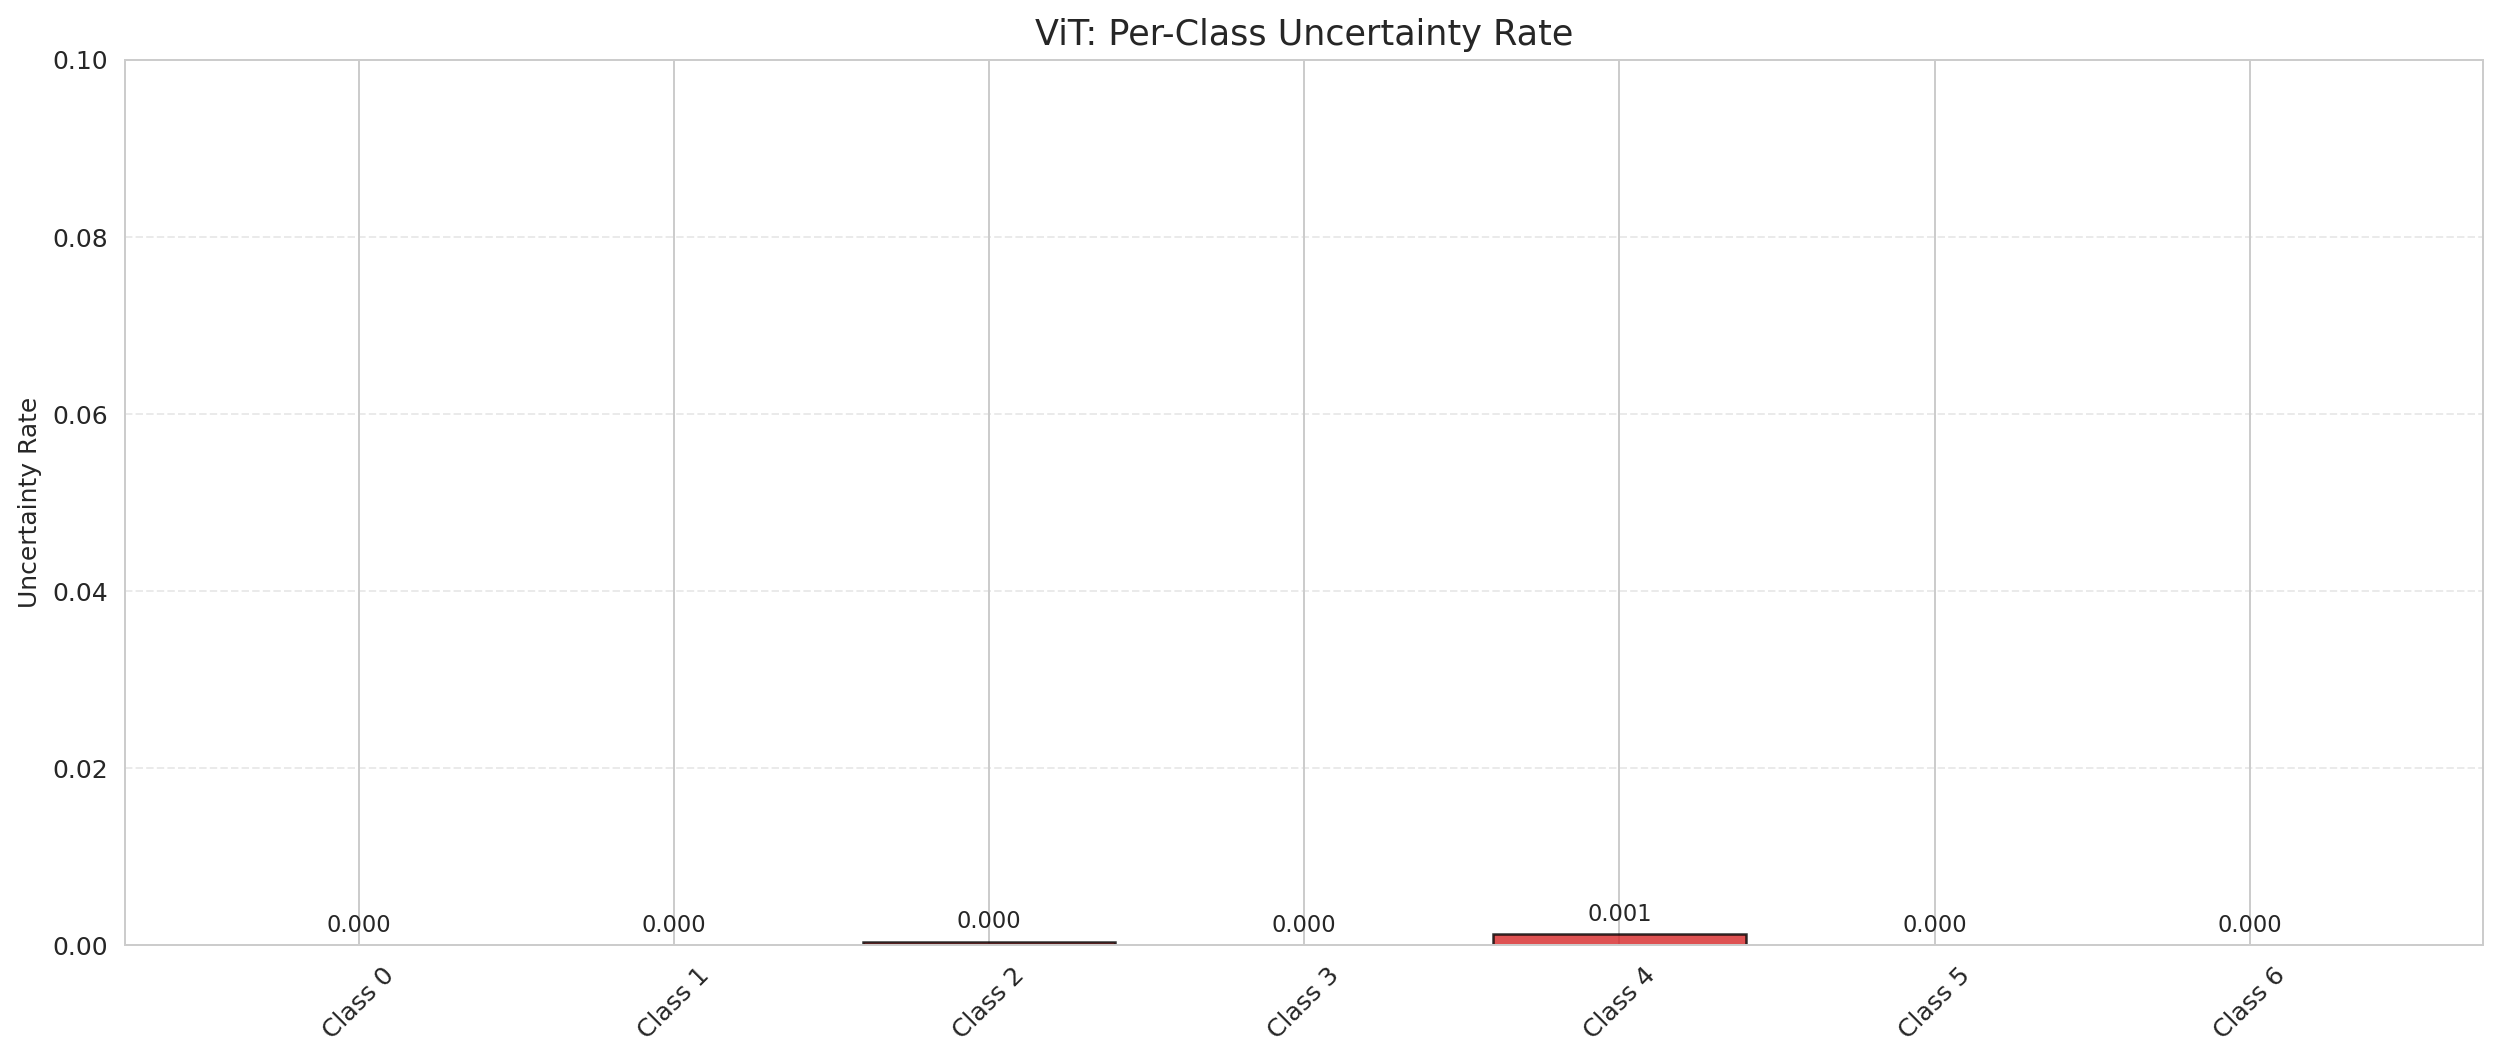 ViT: Per-Class Uncertainty Rate
0.10
0.08
0.06
0.04
0.02
0.00
Uncertainty Rate
0.000
0.000
0.000
0.000
0.001
0.000
0.000
Class 0
Class 1
Class 2
Class 3
Class 4
Class 5
Class 6